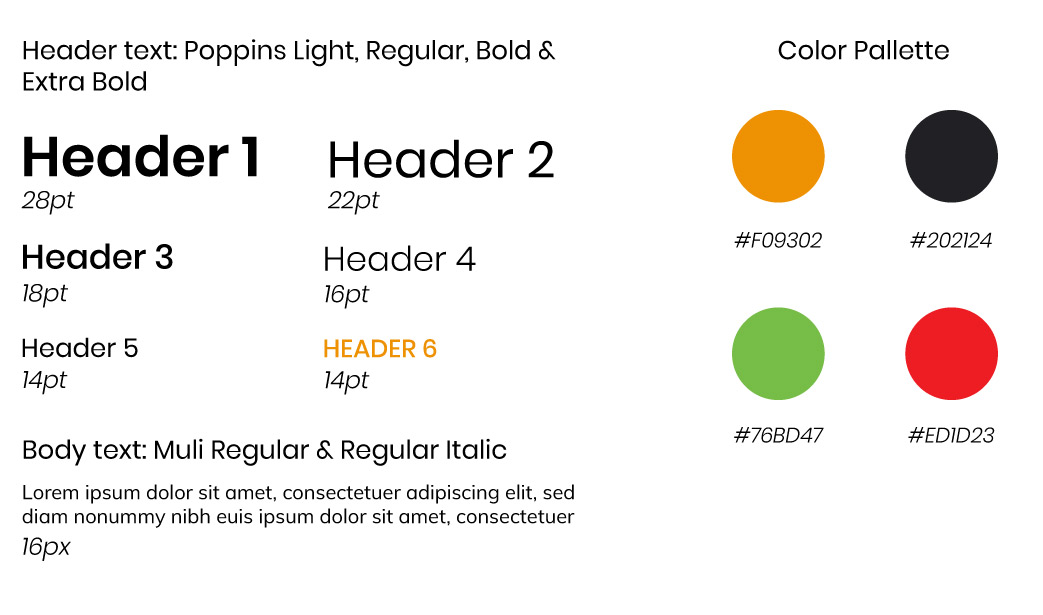 Header text: Poppins Light, Regular, Bold &
Extra Bold
Header 1
28pt
Header 2
22pt
Header 3
18pt
Header 4
16pt
Header 5
14pt
HEADER 6
14pt
Body text: Muli Regular & Regular Italic
Lorem ipsum dolor sit amet, consectetuer adipiscing elit, sed
diam nonummy nibh euis ipsum dolor sit amet, consectetuer
16px
Color Pallette
#F09302
#202124
#76BD47
#ED1D23